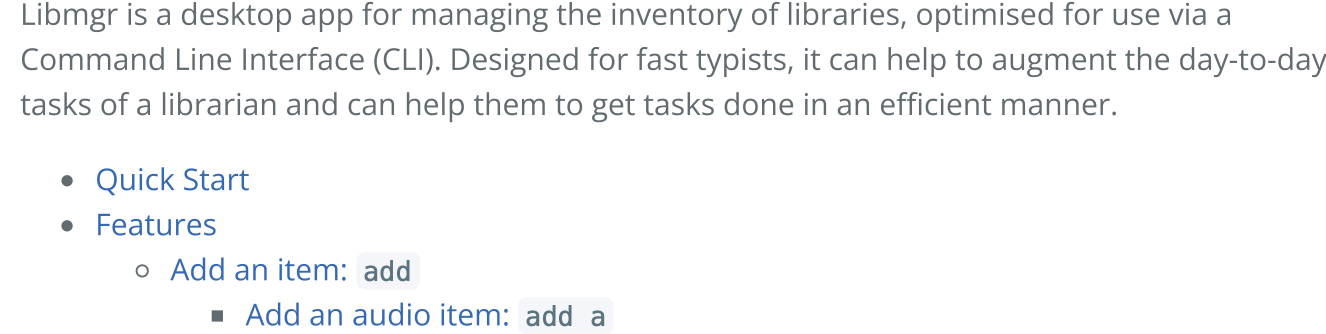 Libmgr is a desktop app for managing the inventory of libraries, optimised for use via a
Command Line Interface (CLI). Designed for fast typists, it can help to augment the day-to-day
tasks of a librarian and can help them to get tasks done in an efficient manner.
Quick Start
Features
Add an item: add
Add an audio item: add a